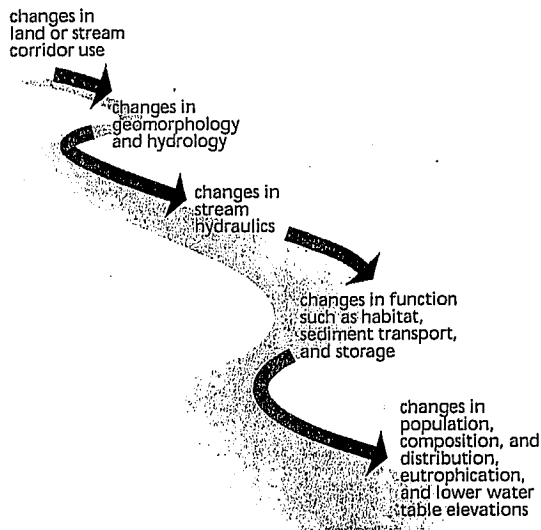 changes in
land or stream
corridor use
changes in
geomorphology
and hydrology
changes in
stream
hydraulics
changes in function
such as habitat,
sediment transport,
and storage
changes in
population,
composition, and
distribution,
eutrophication,
and lower water
table elevations